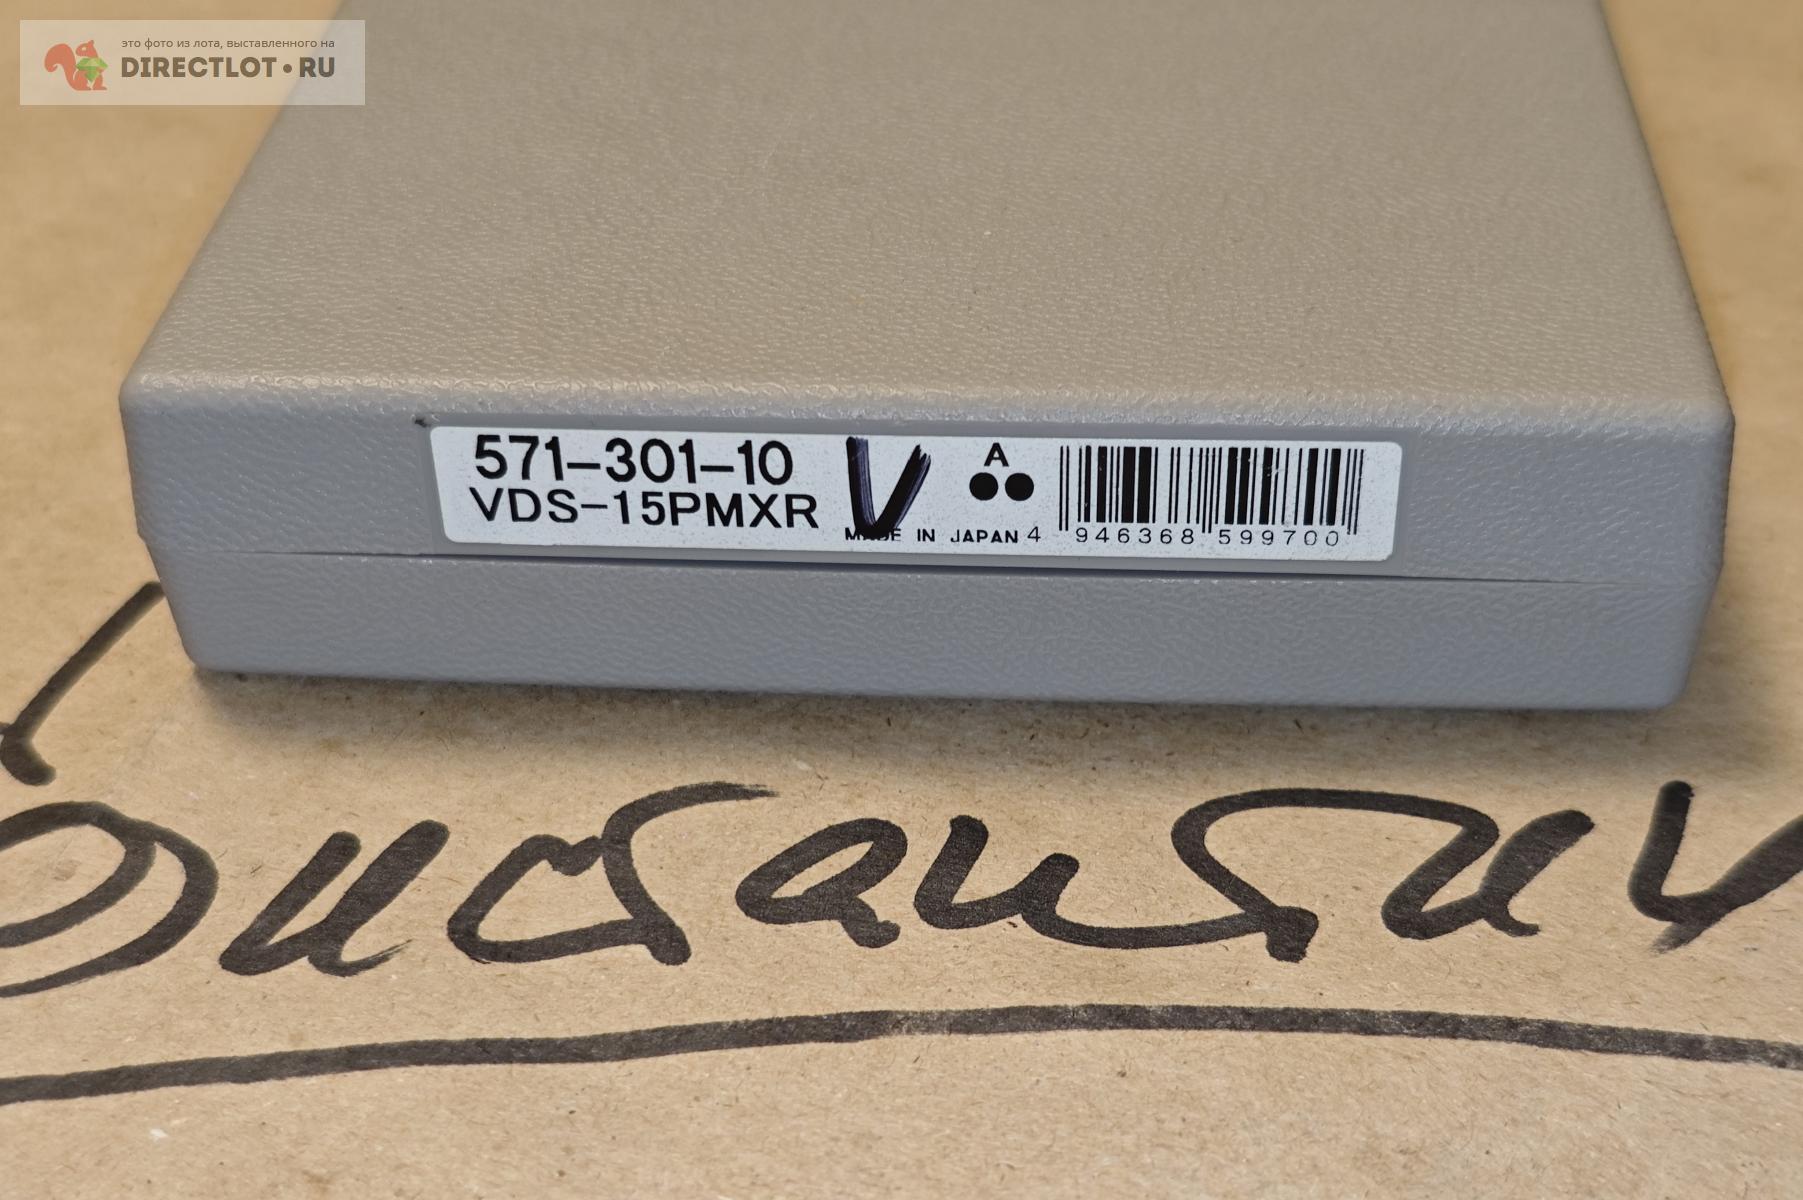 это фото из лота, выставленного на
DIRECTLOT.RU
571-301-10
VDS-15PMXR
V
A
MADE IN JAPAN
4 946368 599700